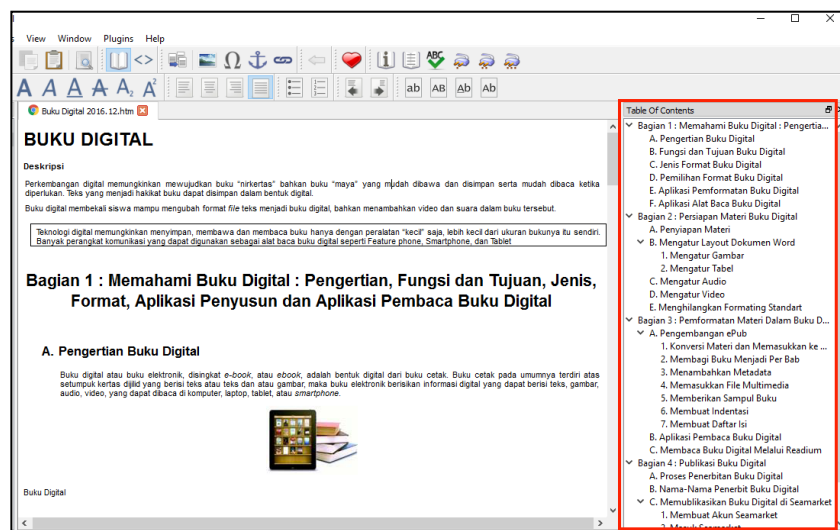 View Window Plugins Help
A A A A A₂ A² ab AB Ab Ab
Buku Digital 2016.12.htm
BUKU DIGITAL
Deskripsi
Perkembangan digital memungkinkan mewujudkan buku “nirkertas” bahkan buku “maya” yang mudah dibawa dan disimpan serta mudah dibaca ketika
diperlukan. Teks yang menjadi hakikat buku dapat disimpan dalam bentuk digital.
Buku digital membekali siswa mampu mengubah format file teks menjadi buku digital, bahkan menambahkan video dan suara dalam buku tersebut.
Teknologi digital memungkinkan menyimpan, membawa dan membaca buku hanya dengan peralatan “kecil” saja, lebih kecil dari ukuran bukunya itu sendiri.
Banyak perangkat komunikasi yang dapat digunakan sebagai alat baca buku digital seperti Feature phone, Smartphone, dan Tablet
Bagian 1 : Memahami Buku Digital : Pengertian, Fungsi dan Tujuan, Jenis,
Format, Aplikasi Penyusun dan Aplikasi Pembaca Buku Digital
A. Pengertian Buku Digital
Buku digital atau buku elektronik, disingkat e-book, atau ebook, adalah bentuk digital dari buku cetak. Buku cetak pada umumnya terdiri atas
setumpuk kertas dijilid yang berisi teks atau teks dan atau gambar, maka buku elektronik berisikan informasi digital yang dapat berisi teks, gambar,
audio, video, yang dapat dibaca di komputer, laptop, tablet, atau smartphone.
Buku Digital
Table Of Contents
Bagian 1 : Memahami Buku Digital : Pengertia...
A. Pengertian Buku Digital
B. Fungsi dan Tujuan Buku Digital
C. Jenis Format Buku Digital
D. Pemilihan Format Buku Digital
E. Aplikasi Pemformatan Buku Digital
F. Aplikasi Alat Baca Buku Digital
Bagian 2 : Persiapan Materi Buku Digital
A. Penyiapan Materi
B. Mengatur Layout Dokumen Word
1. Mengatur Gambar
2. Mengatur Tabel
C. Mengatur Audio
D. Mengatur Video
E. Menghilangkan Formating Standart
Bagian 3 : Pemformatan Materi Dalam Buku D...
A. Pengembangan ePub
1. Konversi Materi dan Memasukkan ke ...
2. Membagi Buku Menjadi Per Bab
3. Menambahkan Metadata
4. Memasukkan File Multimedia
5. Memberikan Sampul Buku
6. Membuat Indentasi
7. Membuat Daftar Isi
B. Aplikasi Pembaca Buku Digital
C. Membaca Buku Digital Melalui Readium
Bagian 4 : Publikasi Buku Digital
A. Proses Penerbitan Buku Digital
B. Nama-Nama Penerbit Buku Digital
C. Memublikasikan Buku Digital di Seamarket
1. Membuat Akun Seamarket
2. Masuk Seamarket